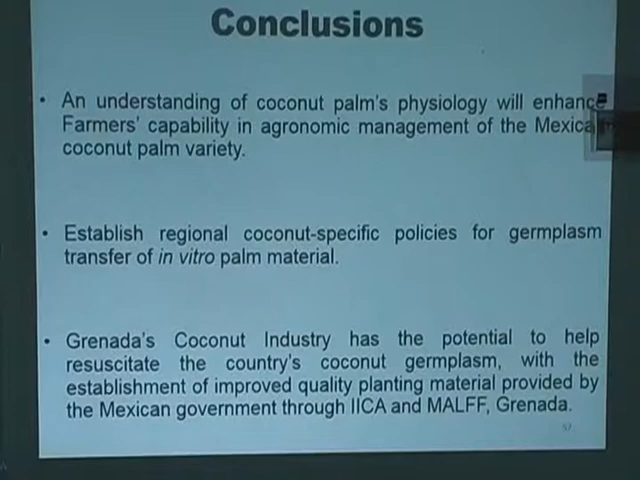 Conclusions
• An understanding of coconut palm's physiology will enhance
Farmers' capability in agronomic management of the Mexica
coconut palm variety.
• Establish regional coconut-specific policies for germplasm
transfer of in vitro palm material.
• Grenada's Coconut Industry has the potential to help
resuscitate the country's coconut germplasm, with the
establishment of improved quality planting material provided by
the Mexican government through IICA and MALFF, Grenada.